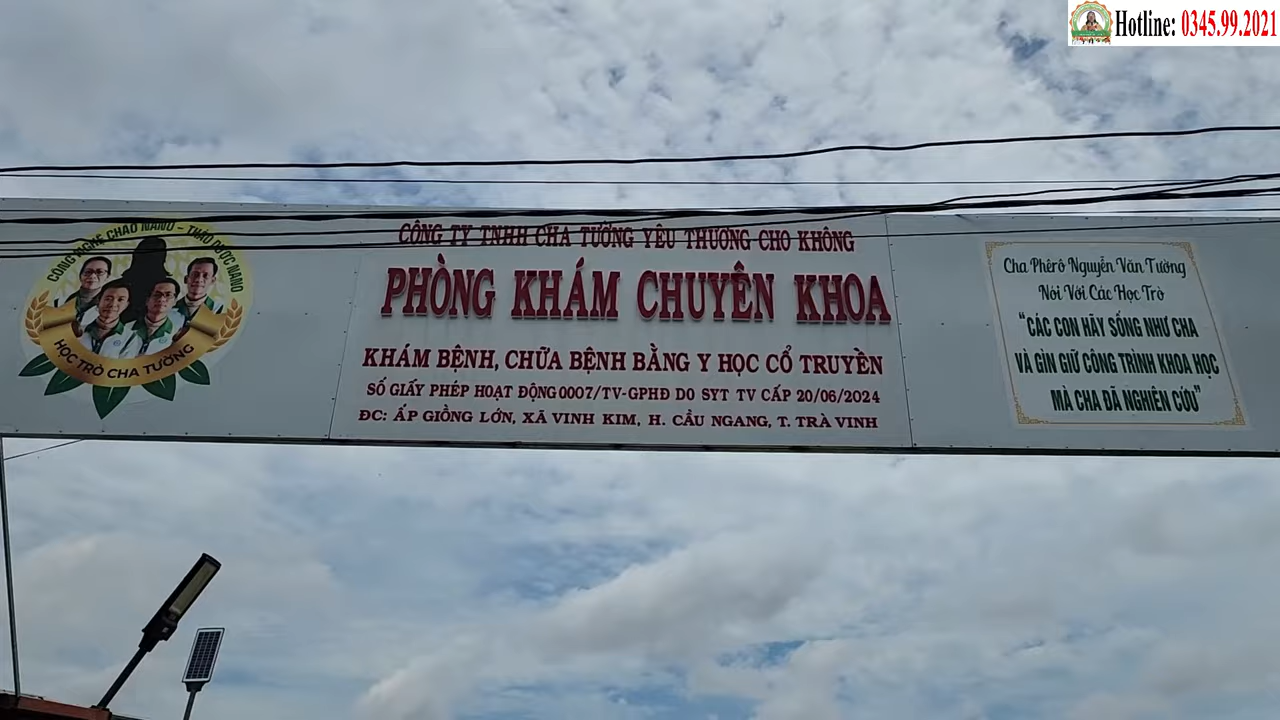 Hotline: 0345.99.2021
CÔNG NGHỆ CHÁO NANO - THẢO DƯỢC NANO
HỌC TRÒ CHA TƯỜNG
CÔNG TY TNHH CHA TƯỜNG YÊU THƯƠNG CHO KHÔNG
PHÒNG KHÁM CHUYÊN KHOA
KHÁM BỆNH, CHỮA BỆNH BẰNG Y HỌC CỔ TRUYỀN
SỐ GIẤY PHÉP HOẠT ĐỘNG 0007/TV-GPHĐ DO SYT TV CẤP 20/06/2024
ĐC: ẤP GIỒNG LỚN, XÃ VINH KIM, H. CẦU NGANG, T. TRÀ VINH
Cha Phêrô Nguyễn Văn Tường
Nói Với Các Học Trò
“CÁC CON HÃY SỐNG NHƯ CHA
VÀ GÌN GIỮ CÔNG TRÌNH KHOA HỌC
MÀ CHA ĐÃ NGHIÊN CỨU”